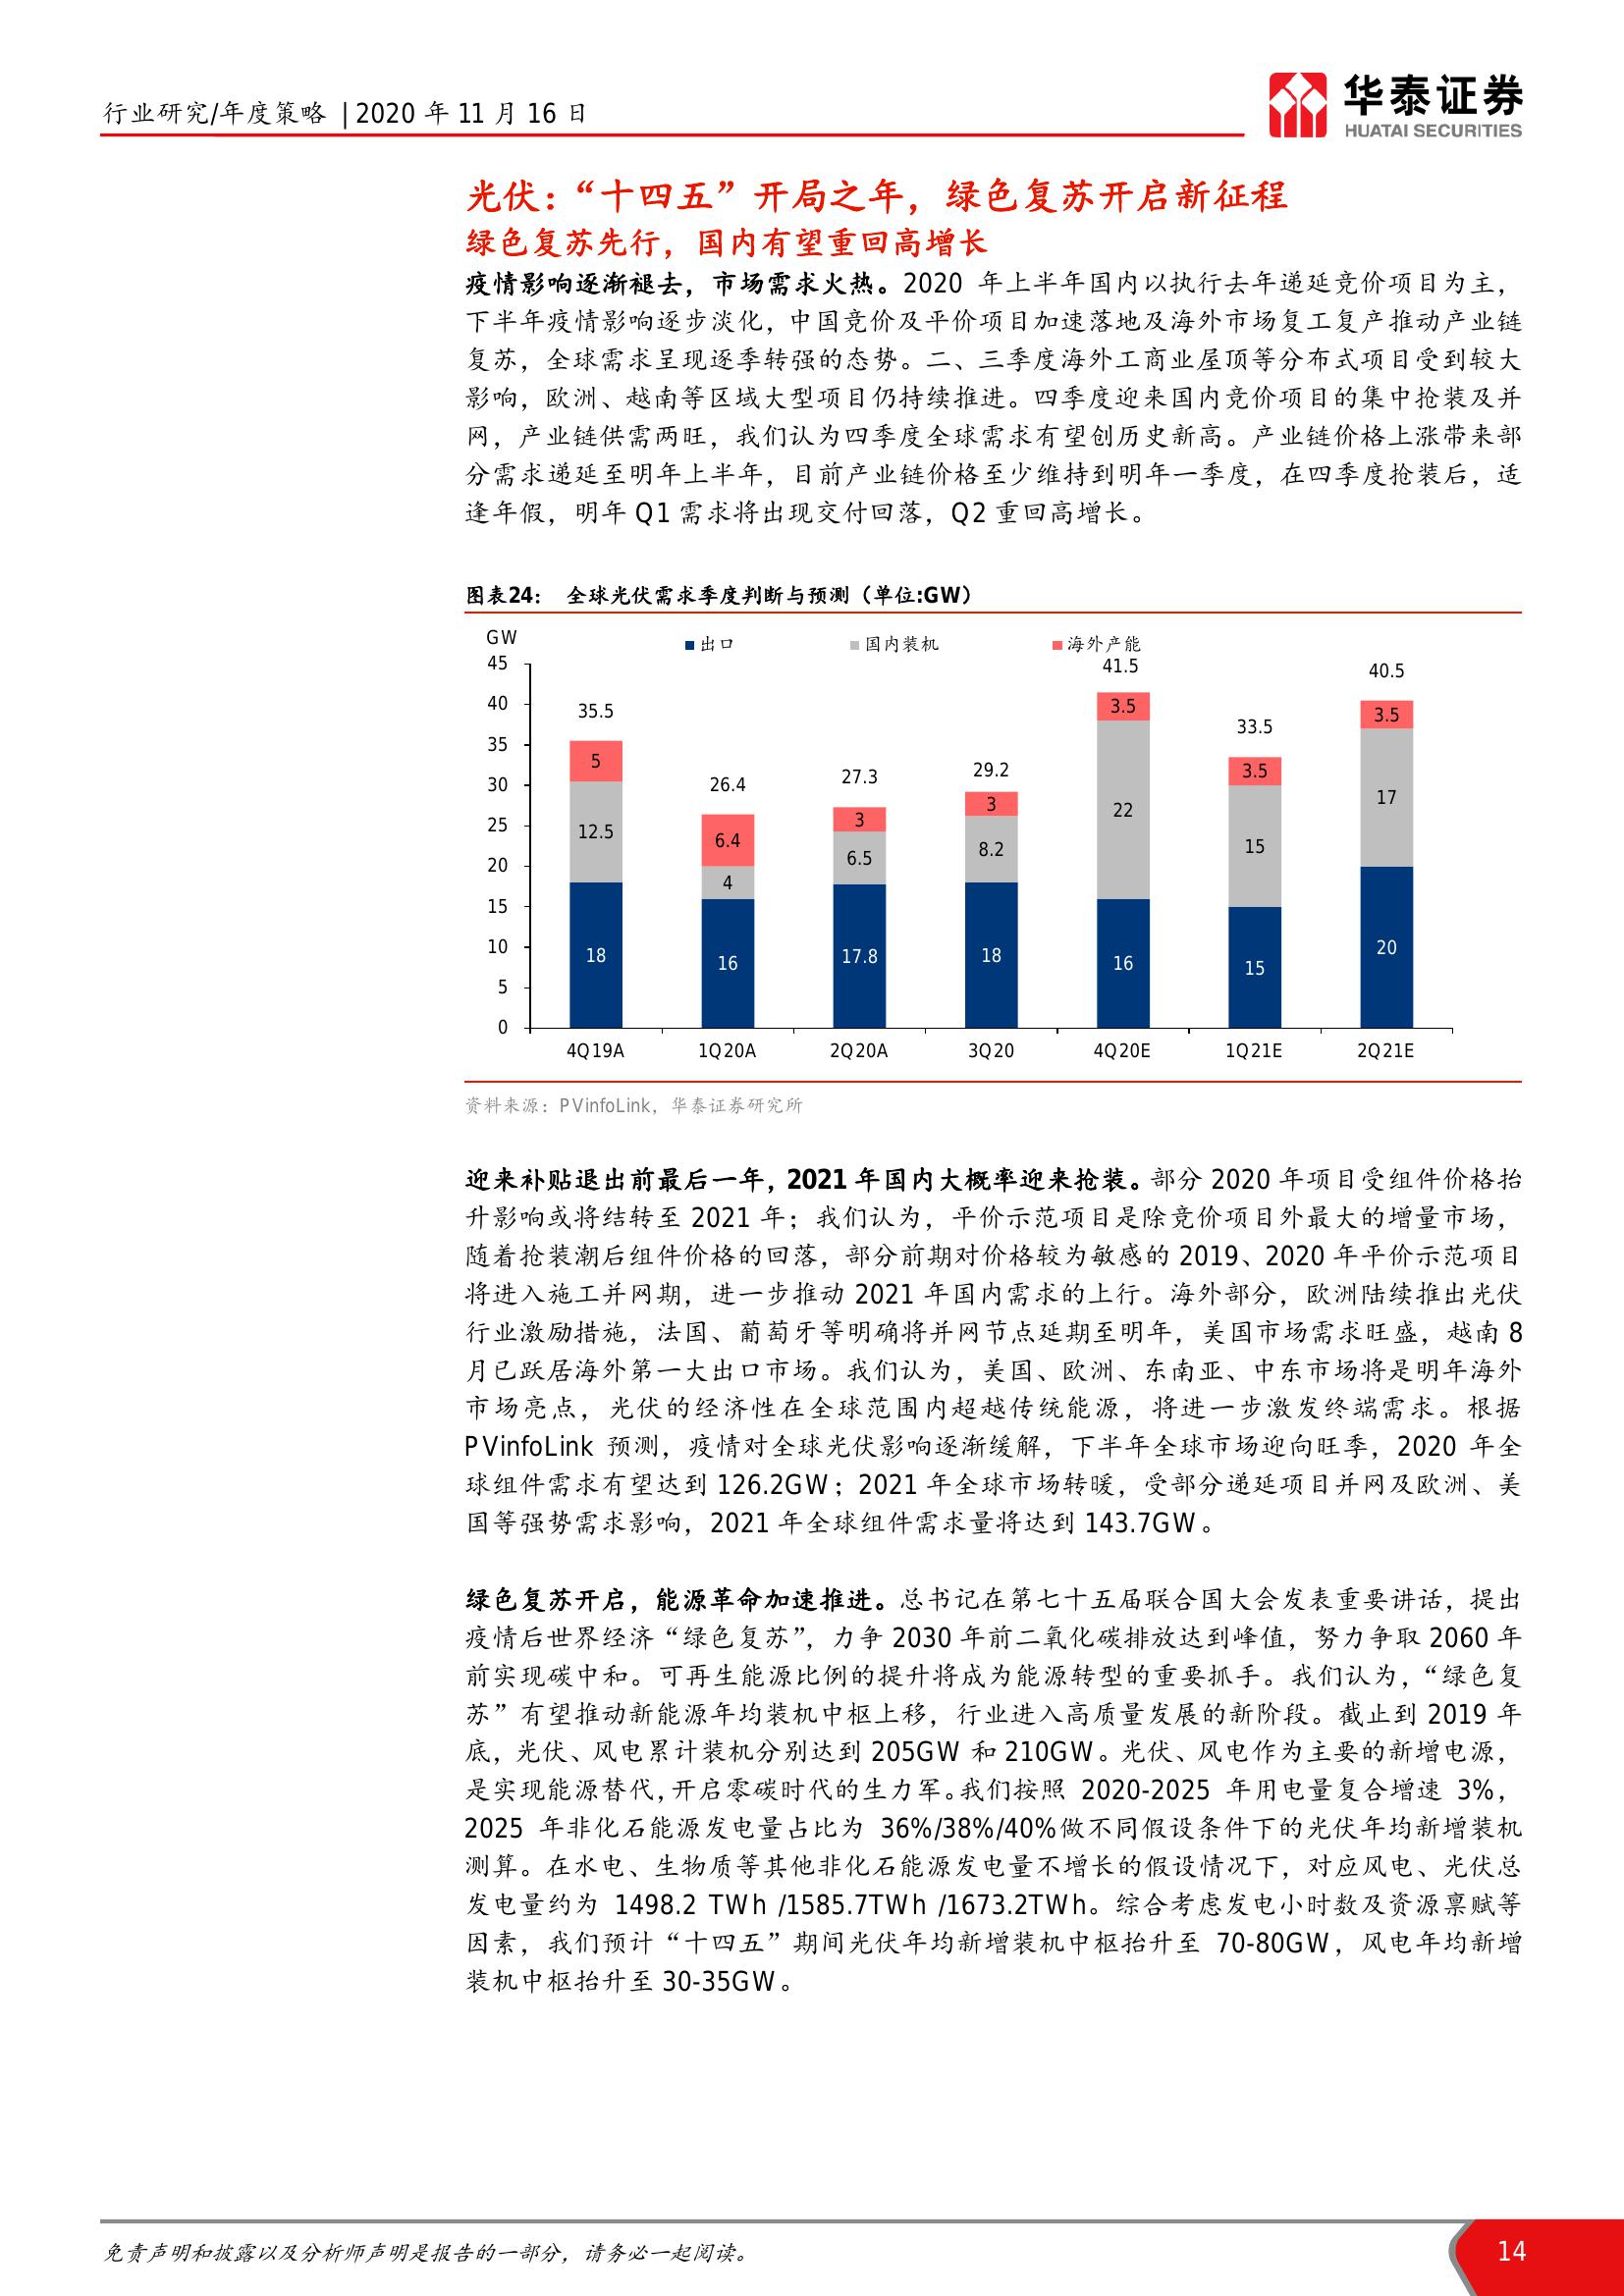 行业研究/年度策略 | 2020 年 11 月 16 日
华泰证券
HUATAI SECURITIES
光伏：“十四五”开局之年，绿色复苏开启新征程
绿色复苏先行，国内有望重回高增长
疫情影响逐渐褪去，市场需求火热。2020 年上半年国内以执行去年递延竞价项目为主，
下半年疫情影响逐步淡化，中国竞价及平价项目加速落地及海外市场复工复产推动产业链
复苏，全球需求呈现逐季转强的态势。二、三季度海外工商业屋顶等分布式项目受到较大
影响，欧洲、越南等区域大型项目仍持续推进。四季度迎来国内竞价项目的集中抢装及并
网，产业链供需两旺，我们认为四季度全球需求有望创历史新高。产业链价格上涨带来部
分需求递延至明年上半年，目前产业链价格至少维持到明年一季度，在四季度抢装后，适
逢年假，明年 Q1 需求将出现交付回落，Q2 重回高增长。
图表24： 全球光伏需求季度判断与预测（单位:GW）
GW
出口 国内装机 海外产能
45 41.5 40.5
40 35.5 3.5 3.5
35 5 33.5
30 26.4 27.3 29.2 3.5
25 12.5 6.4 3 3 22 17
20 4 6.5 8.2 15
15
10 18 16 17.8 18 16 15 20
5
0
4Q19A 1Q20A 2Q20A 3Q20 4Q20E 1Q21E 2Q21E
资料来源：PVinfoLink，华泰证券研究所
迎来补贴退出前最后一年，2021 年国内大概率迎来抢装。部分 2020 年项目受组件价格抬
升影响或将结转至 2021 年；我们认为，平价示范项目是除竞价项目外最大的增量市场，
随着抢装潮后组件价格的回落，部分前期对价格较为敏感的 2019、2020 年平价示范项目
将进入施工并网期，进一步推动 2021 年国内需求的上行。海外部分，欧洲陆续推出光伏
行业激励措施，法国、葡萄牙等明确将并网节点延期至明年，美国市场需求旺盛，越南 8
月已跃居海外第一大出口市场。我们认为，美国、欧洲、东南亚、中东市场将是明年海外
市场亮点，光伏的经济性在全球范围内超越传统能源，将进一步激发终端需求。根据
PVinfoLink 预测，疫情对全球光伏影响逐渐缓解，下半年全球市场迎向旺季，2020 年全
球组件需求有望达到 126.2GW；2021 年全球市场转暖，受部分递延项目并网及欧洲、美
国等强势需求影响，2021 年全球组件需求量将达到 143.7GW。
绿色复苏开启，能源革命加速推进。总书记在第七十五届联合国大会发表重要讲话，提出
疫情后世界经济“绿色复苏”，力争 2030 年前二氧化碳排放达到峰值，努力争取 2060 年
前实现碳中和。可再生能源比例的提升将成为能源转型的重要抓手。我们认为，“绿色复
苏”有望推动新能源年均装机中枢上移，行业进入高质量发展的新阶段。截止到 2019 年
底，光伏、风电累计装机分别达到 205GW 和 210GW。光伏、风电作为主要的新增电源，
是实现能源替代，开启零碳时代的生力军。我们按照 2020-2025 年用电量复合增速 3%，
2025 年非化石能源发电量占比为 36%/38%/40%做不同假设条件下的光伏年均新增装机
测算。在水电、生物质等其他非化石能源发电量不增长的假设情况下，对应风电、光伏总
发电量约为 1498.2 TWh /1585.7TWh /1673.2TWh。综合考虑发电小时数及资源禀赋等
因素，我们预计“十四五”期间光伏年均新增装机中枢抬升至 70-80GW，风电年均新增
装机中枢抬升至 30-35GW。
免责声明和披露以及分析师声明是报告的一部分，请务必一起阅读。
14